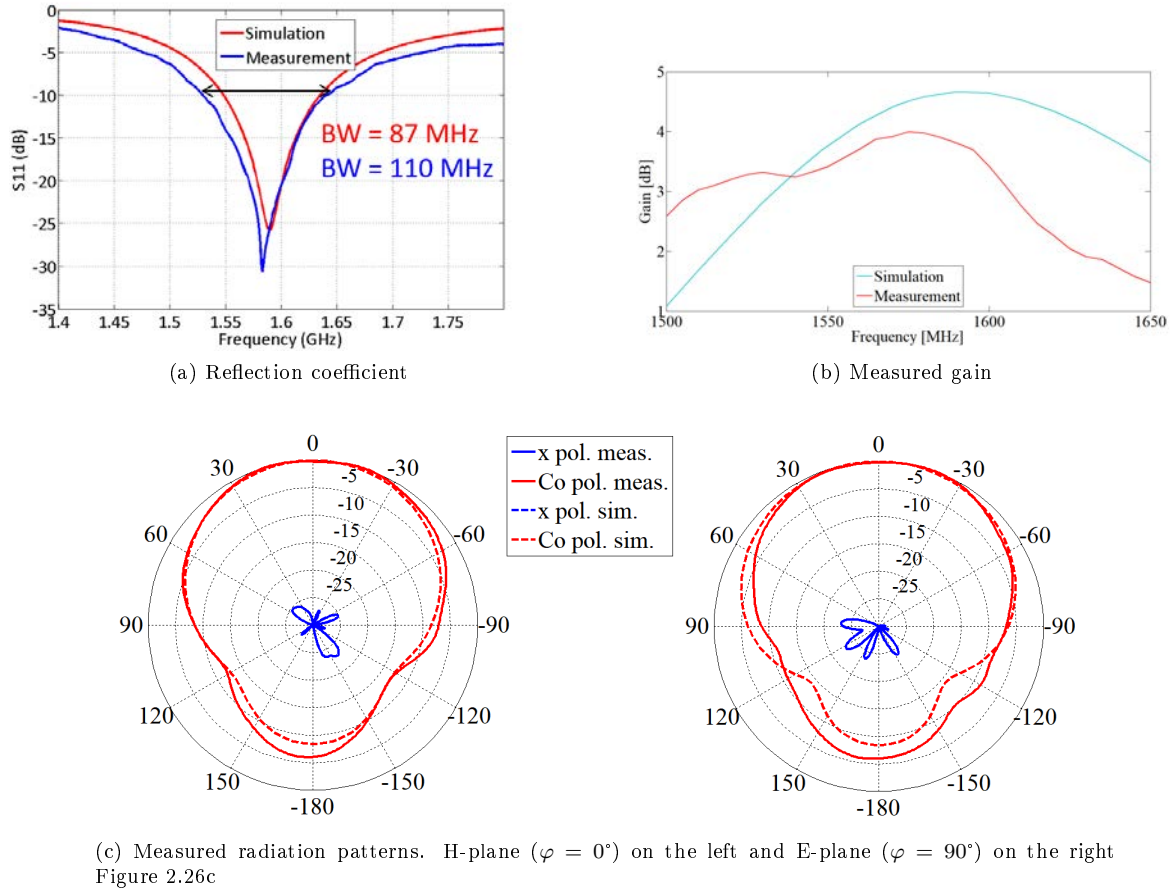 0
-5
-10
-15
-20
-25
-30
-35
S11 (dB)
Simulation
Measurement
BW = 87 MHz
BW = 110 MHz
1.4 1.45 1.5 1.55 1.6 1.65 1.7 1.75
Frequency (GHz)
(a) Reflection coefficient
5
4
3
2
1
Gain [dB]
Simulation
Measurement
1500 1550 1600 1650
Frequency [MHz]
(b) Measured gain
0
30 -30
60 -60
90 -90
120 -120
150 -150
-180
-5
-10
-15
-20
-25
x pol. meas.
Co pol. meas.
x pol. sim.
Co pol. sim.
0
30 -30
60 -60
90 -90
120 -120
150 -150
-180
-5
-10
-15
-20
-25
(c) Measured radiation patterns. H-plane (φ = 0°) on the left and E-plane (φ = 90°) on the right
Figure 2.26c